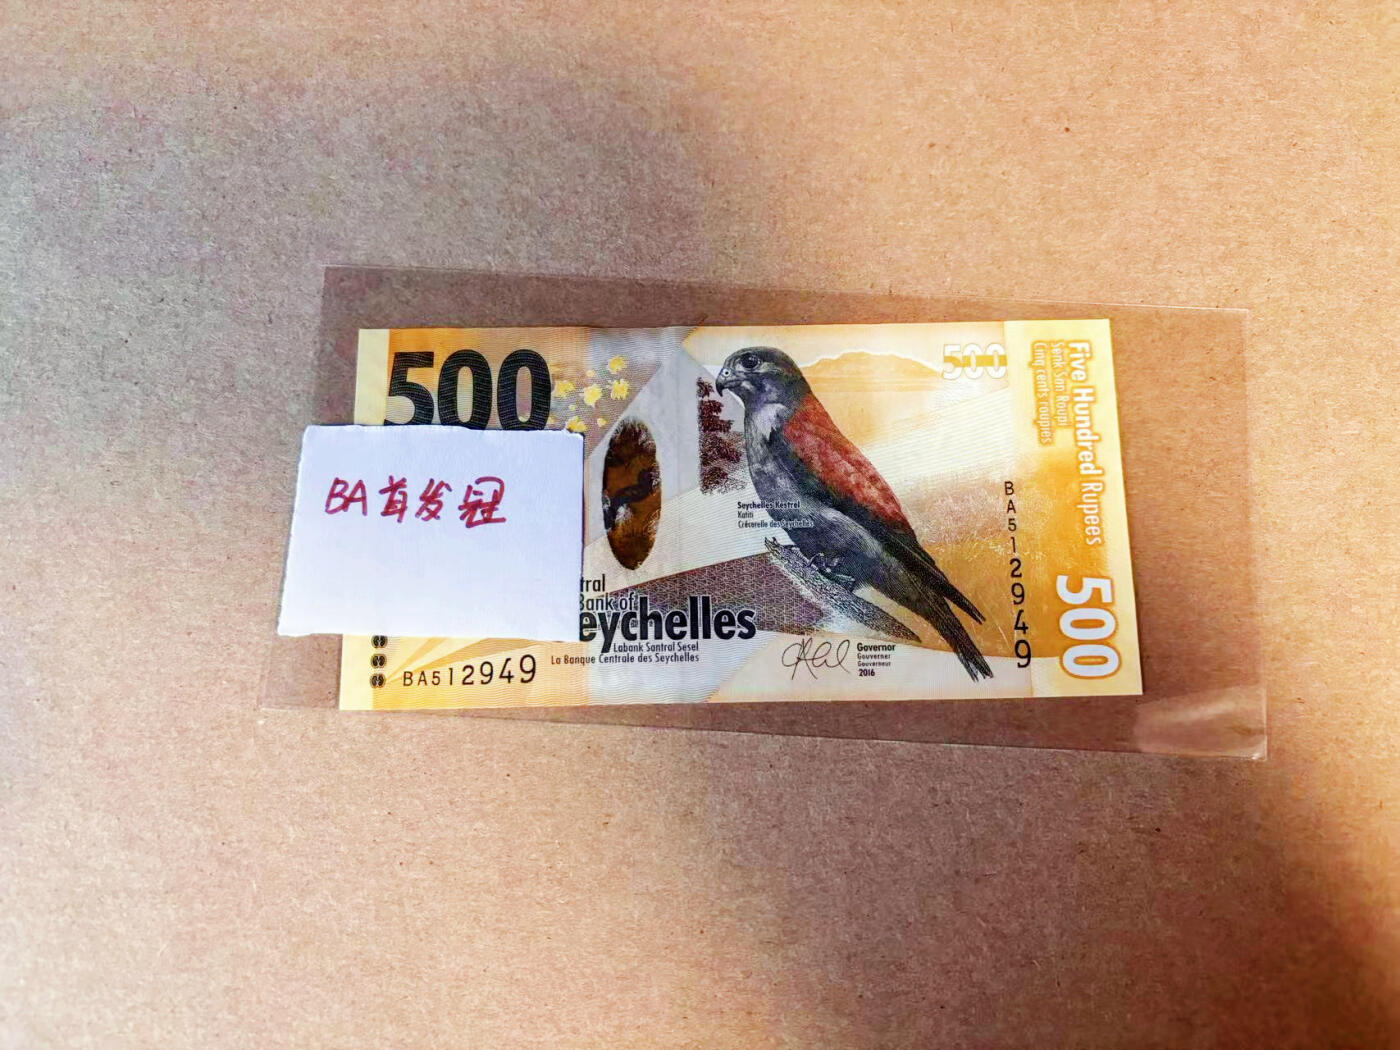 500
BA首发冠
tral
Bank of
eychelles
Labank Santral Sesel
La Banque Centrale des Seychelles
BA512949
Seychelles Kestrel
Katiti
Crécerelle des Seychelles
Governor
Gouverner
Gouverneur
2016
500
BA512949
Five Hundred Rupees
Senk San Roupi
Cinq cents roupies
500